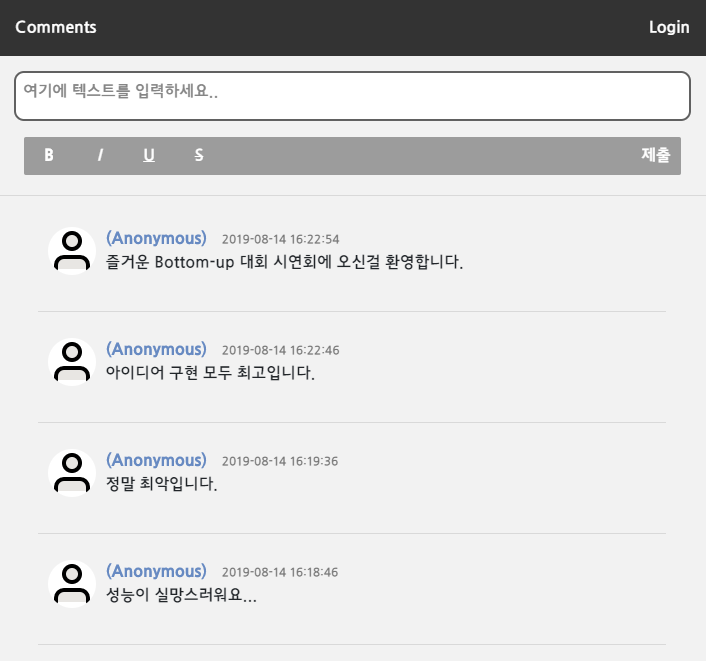 Comments Login
여기에 텍스트를 입력하세요..
B I U S 제출
(Anonymous) 2019-08-14 16:22:54
즐거운 Bottom-up 대회 시연회에 오신걸 환영합니다.
(Anonymous) 2019-08-14 16:22:46
아이디어 구현 모두 최고입니다.
(Anonymous) 2019-08-14 16:19:36
정말 최악입니다.
(Anonymous) 2019-08-14 16:18:46
성능이 실망스러워요...